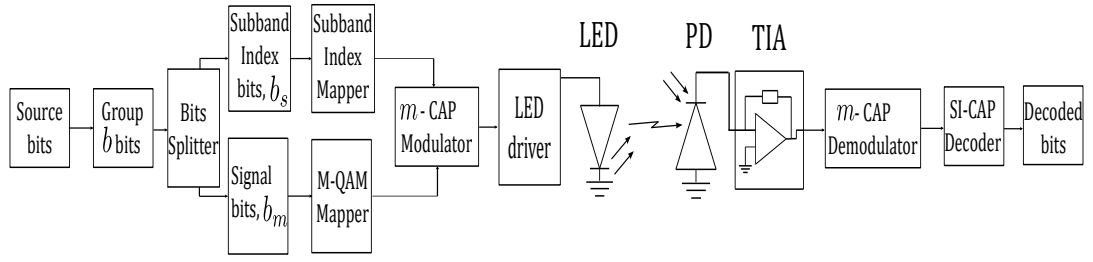 Source
bits
Group
b bits
Bits
Splitter
Subband
Index
bits, b_s
Subband
Index
Mapper
Signal
bits, b_m
M-QAM
Mapper
m- CAP
Modulator
LED
driver
LED
PD
TIA
m- CAP
Demodulator
SI-CAP
Decoder
Decoded
bits